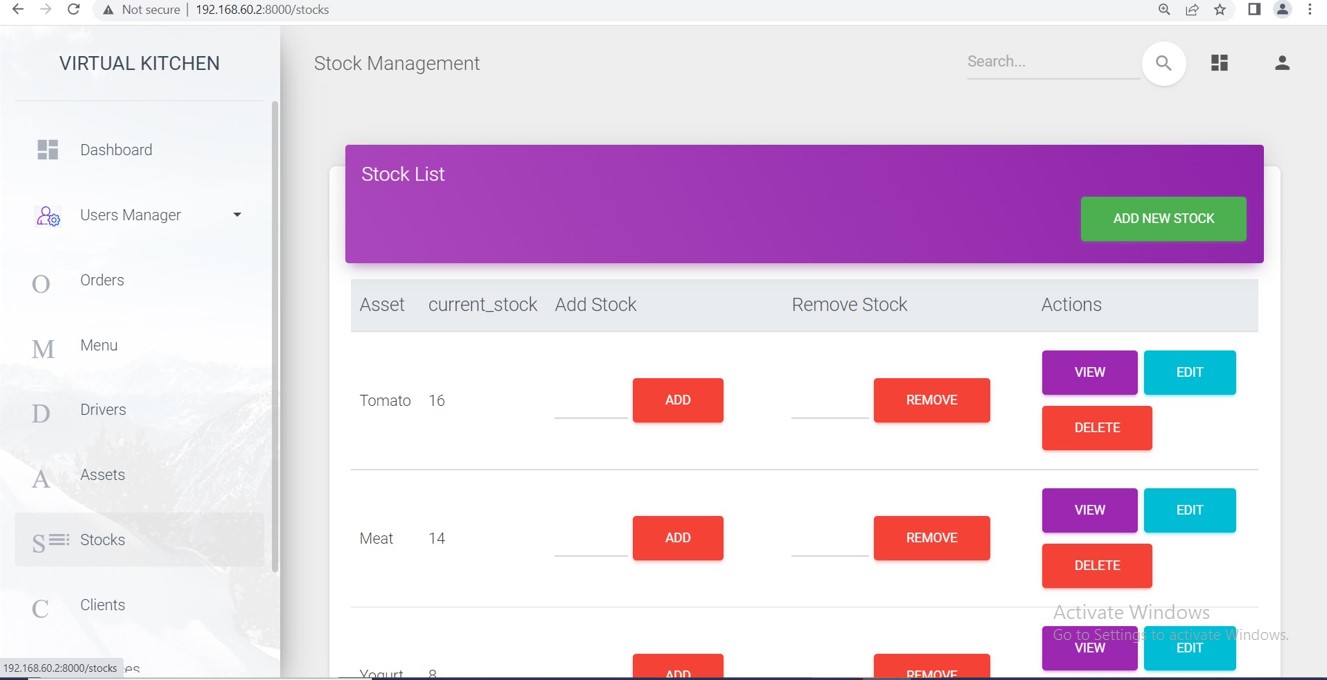 Not secure | 192.168.60.2:8000/stocks
VIRTUAL KITCHEN
Stock Management
Search...
Dashboard
Users Manager
O Orders
M Menu
D Drivers
A Assets
S Stocks
C Clients
192.168.60.2:8000/stocks
Stock List
ADD NEW STOCK
Asset current_stock Add Stock Remove Stock Actions
Tomato 16 ADD REMOVE VIEW EDIT
DELETE
Meat 14 ADD REMOVE VIEW EDIT
DELETE
Yogurt 8 ADD REMOVE VIEW EDIT
Activate Windows
Go to Settings to activate Windows.